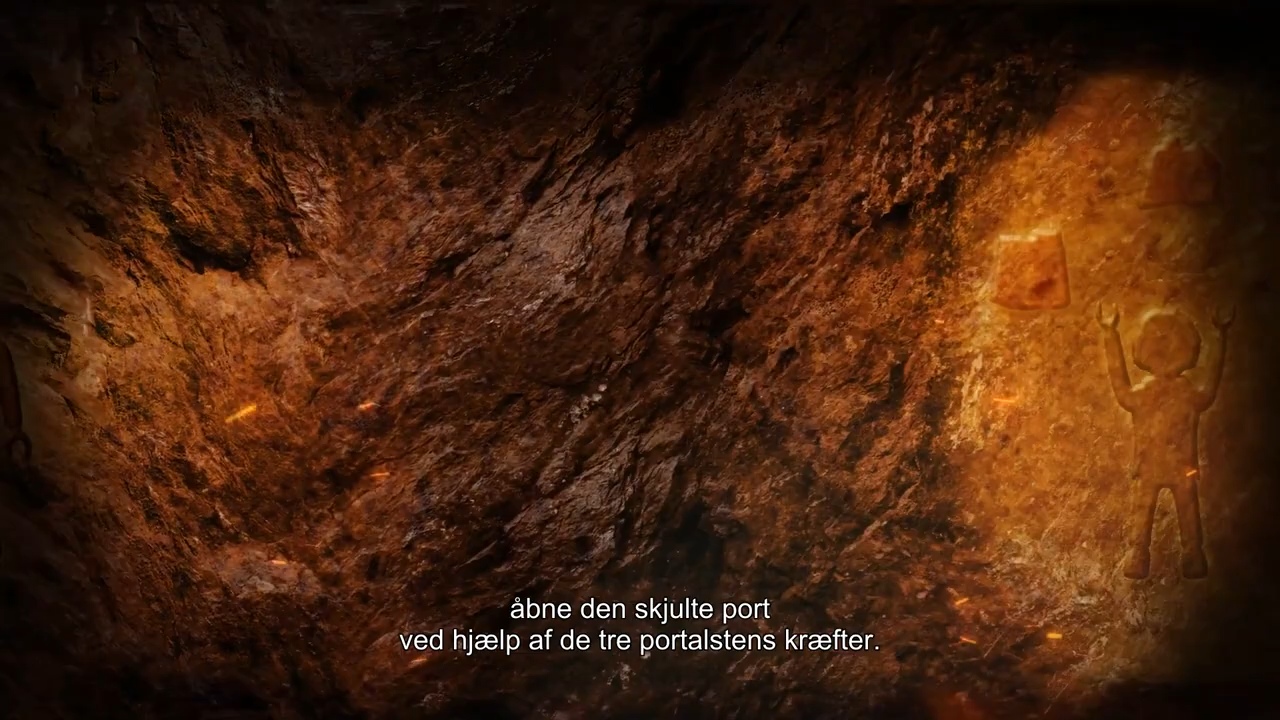 åbne den skjulte port
ved hjælp af de tre portalstens kræfter.